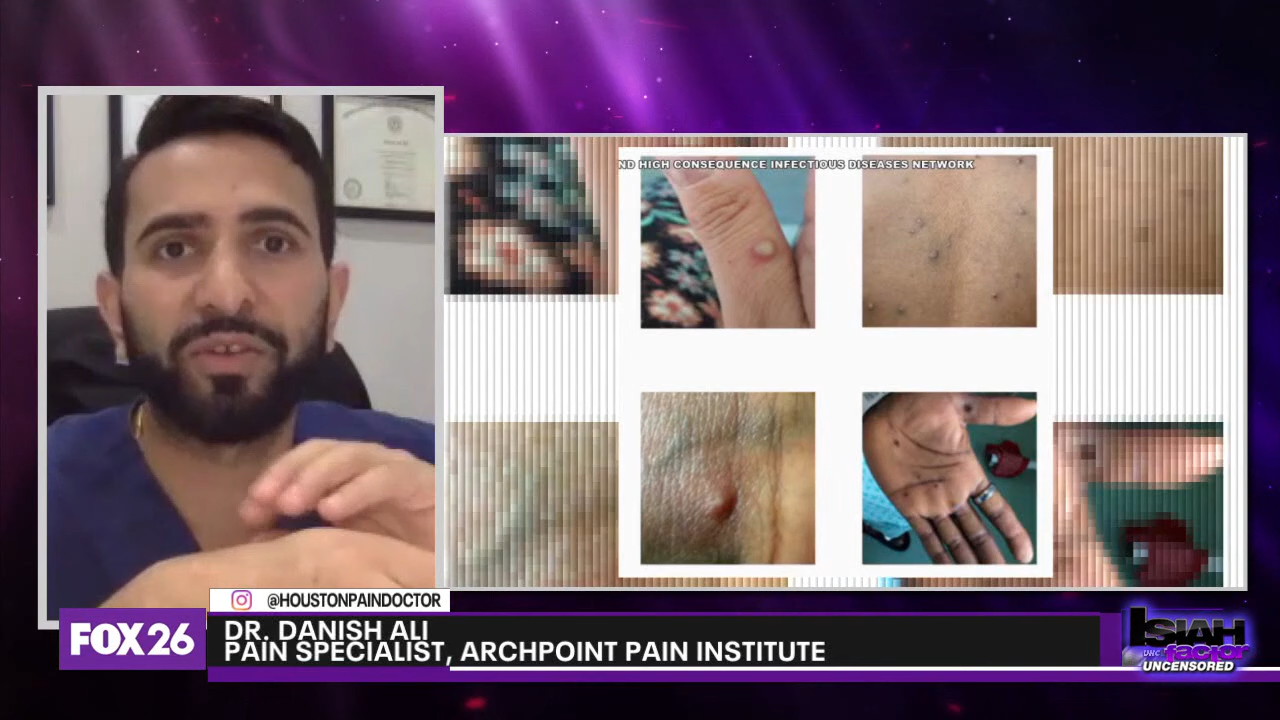 ND HIGH CONSEQUENCE INFECTIOUS DISEASES NETWORK
@HOUSTONPAINDOCTOR
FOX 26
DR. DANISH ALI
PAIN SPECIALIST, ARCHPOINT PAIN INSTITUTE
ISIAH
THE factor
UNCENSORED